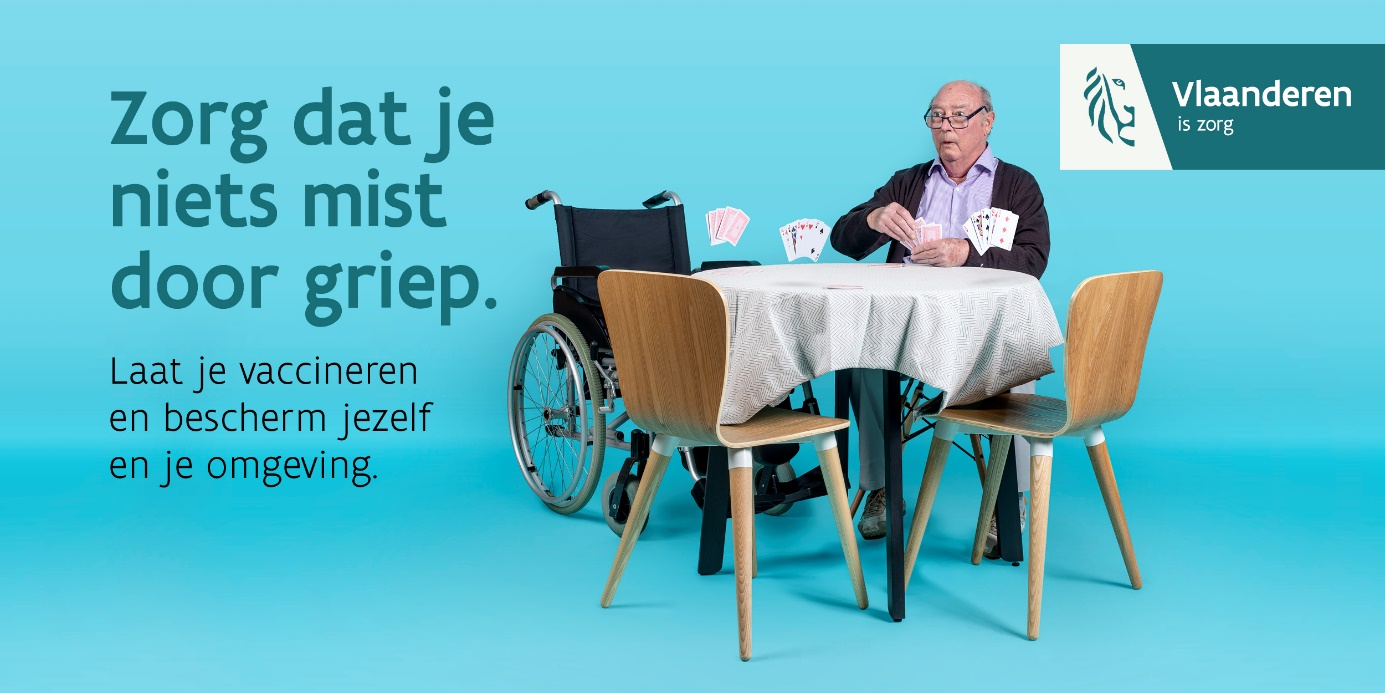 Zorg dat je
niets mist
door griep.
Laat je vaccineren
en bescherm jezelf
en je omgeving.
Vlaanderen
is zorg